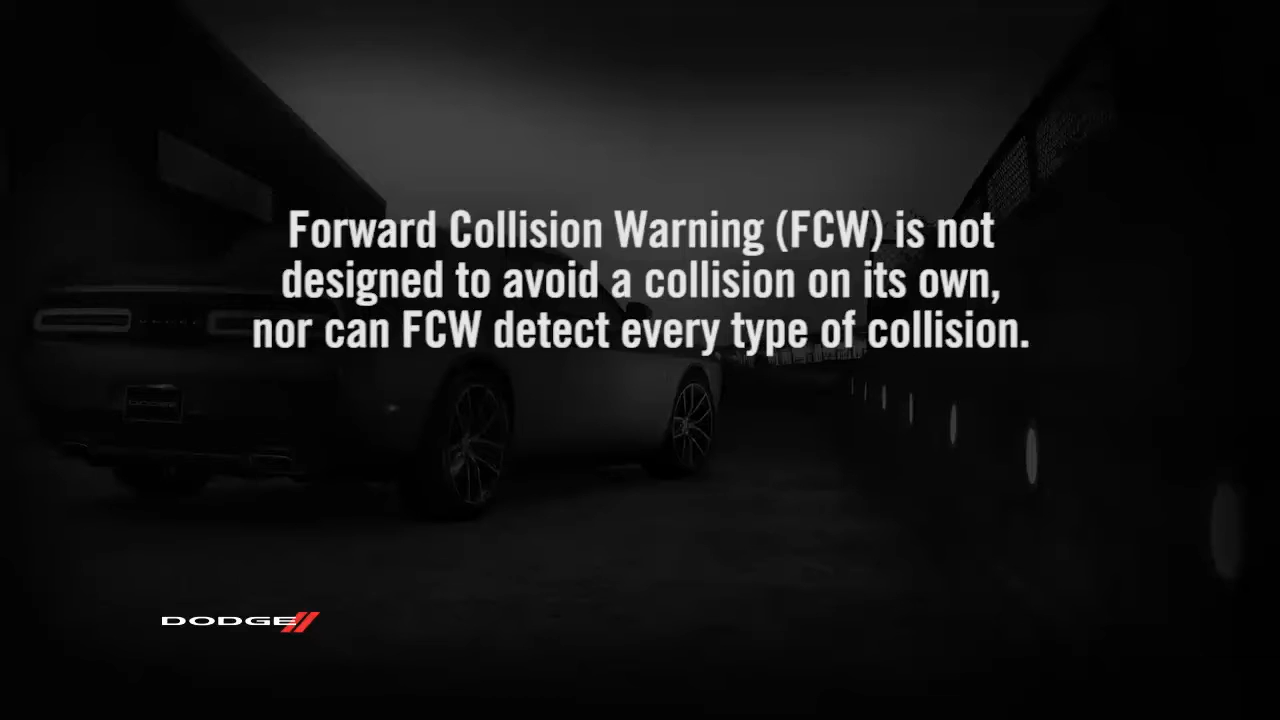 Forward Collision Warning (FCW) is not
designed to avoid a collision on its own,
nor can FCW detect every type of collision.
DODGE
DODGE